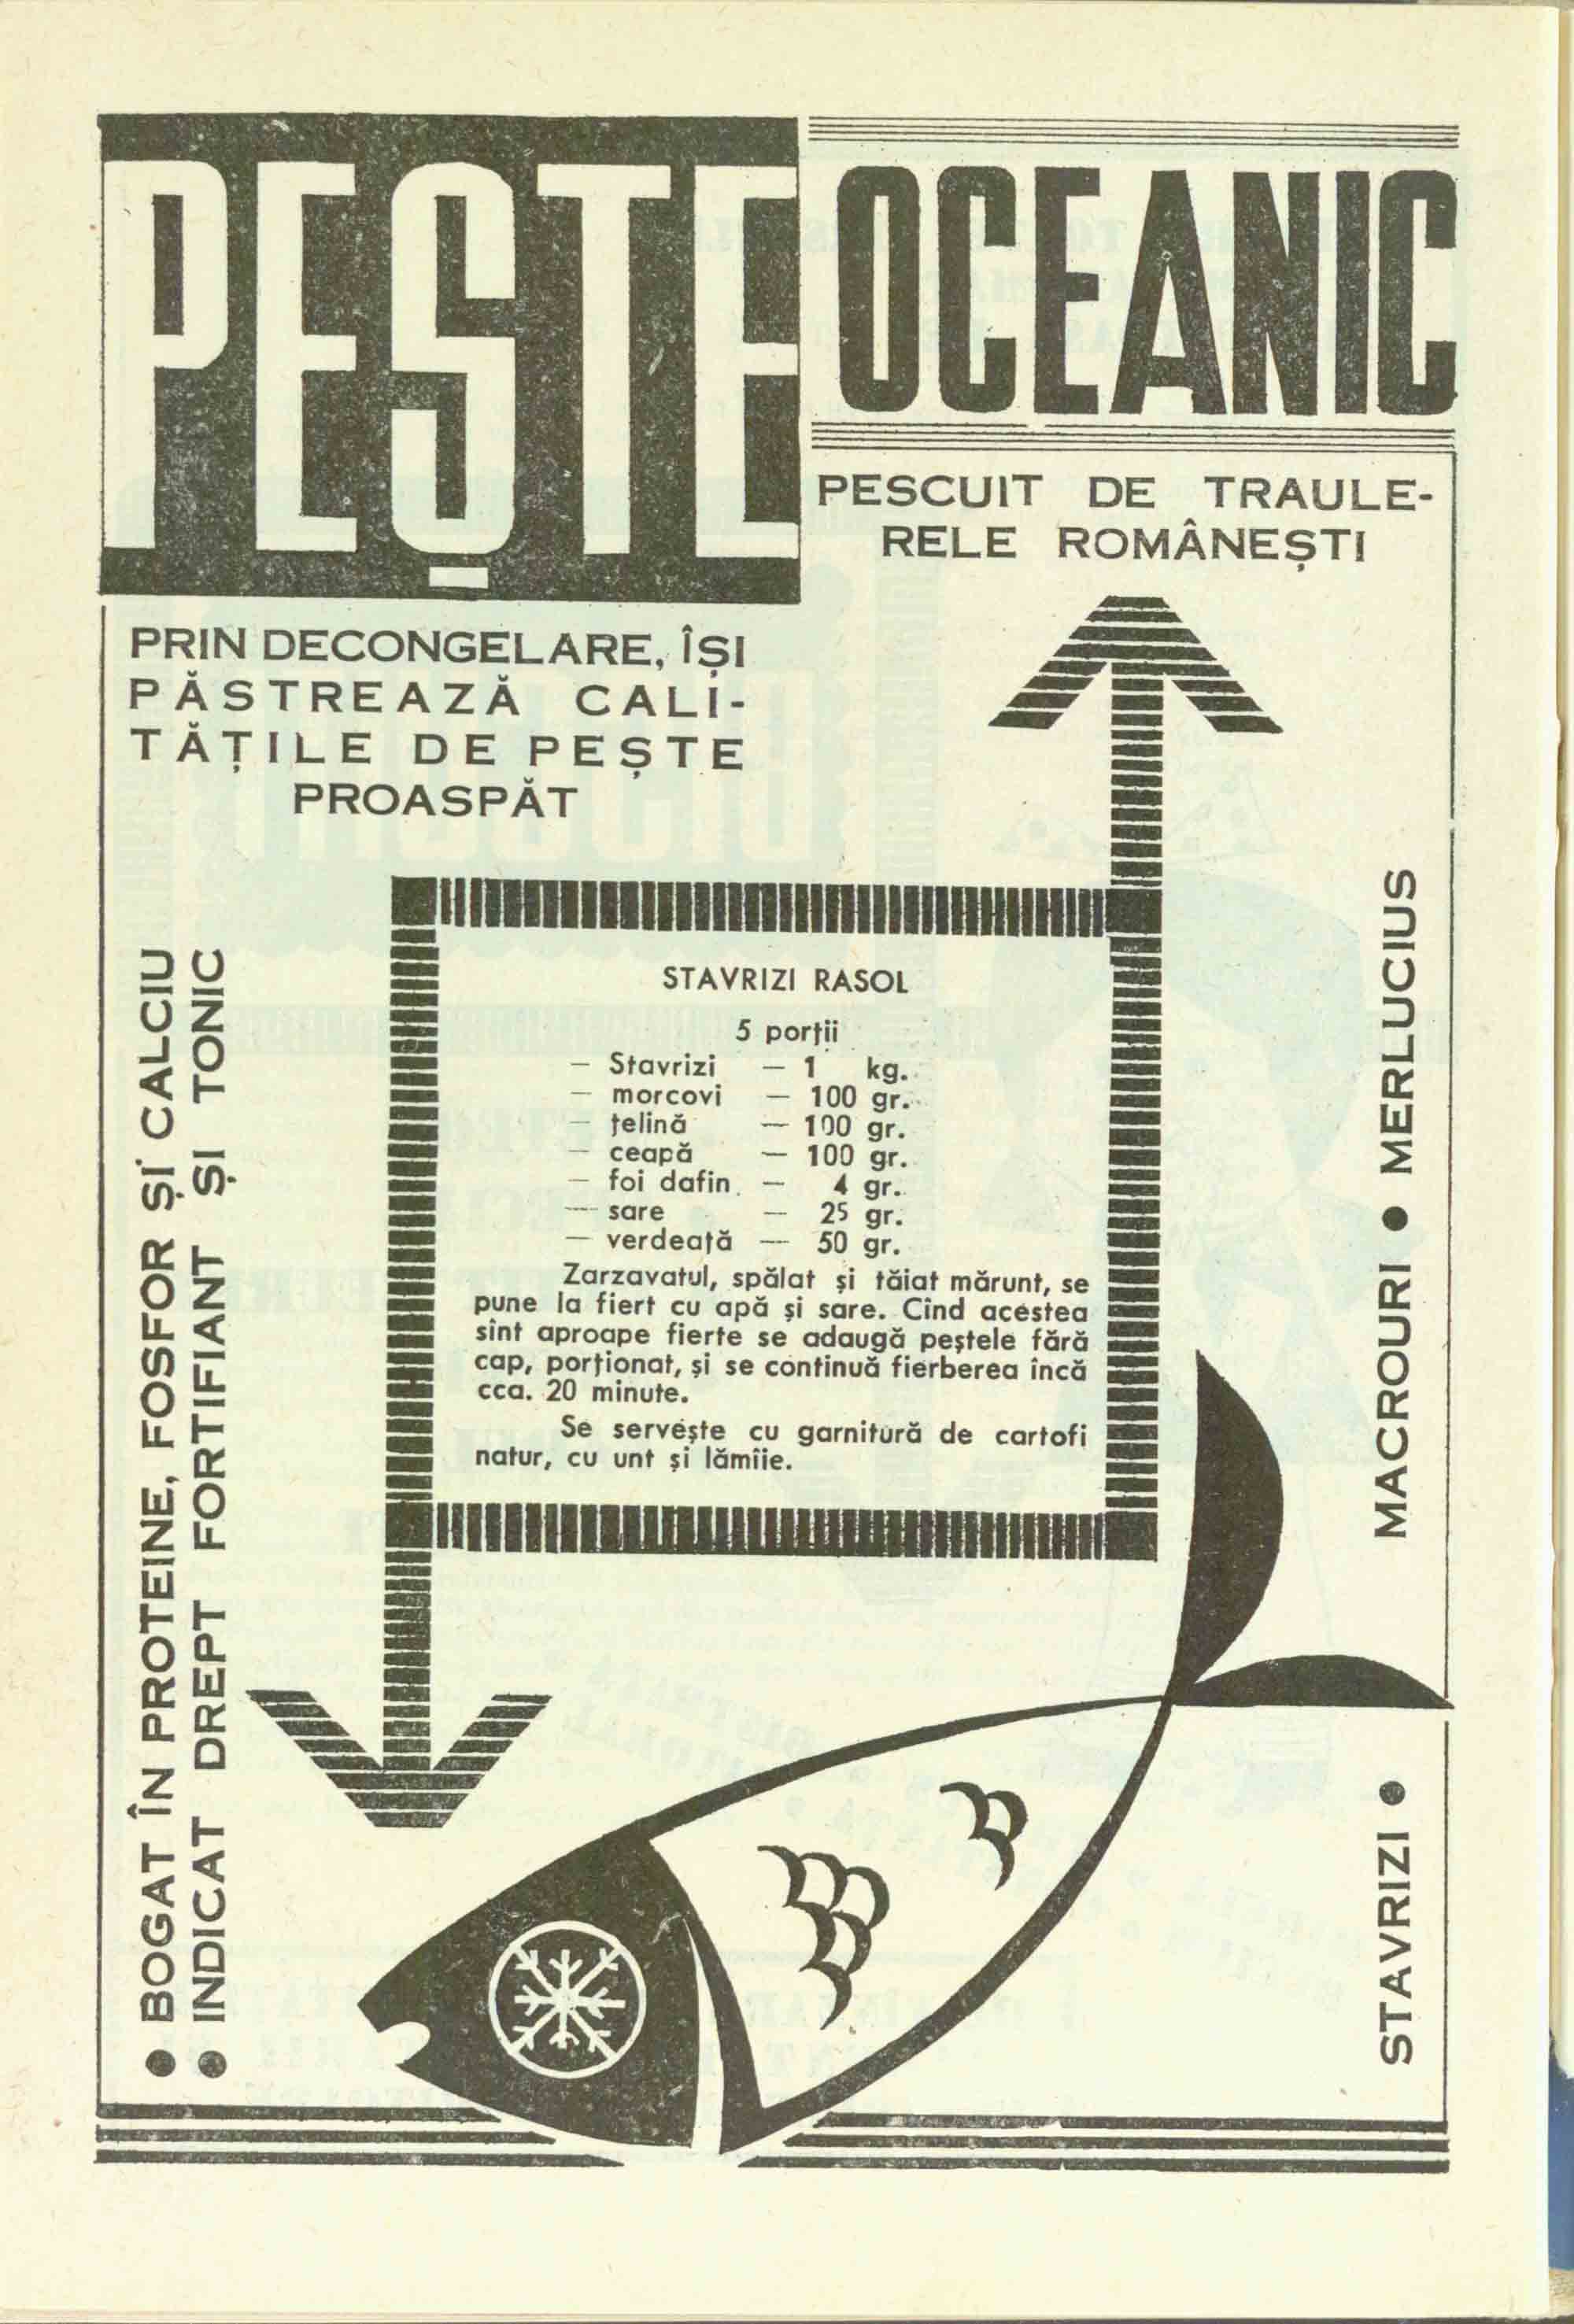 PEȘTE OCEANIC
PESCUIT DE TRAULE-
RELE ROMÂNEȘTI
PRIN DECONGELARE, ÎȘI
PĂSTREAZĂ CALI-
TĂȚILE DE PEȘTE
PROASPĂT
• BOGAT ÎN PROTEINE, FOSFOR ȘI CALCIU
• INDICAT DREPT FORTIFIANT ȘI TONIC
STAVRIZI RASOL
5 porții
— Stavrizi — 1 kg.
— morcovi — 100 gr.
— țelină — 100 gr.
— ceapă — 100 gr.
— foi dafin — 4 gr.
— sare — 25 gr.
— verdeață — 50 gr.
Zarzavatul, spălat și tăiat mărunt, se
pune la fiert cu apă și sare. Cînd acestea
sînt aproape fierte se adaugă peștele fără
cap, porționat, și se continuă fierberea încă
cca. 20 minute.
Se servește cu garnitură de cartofi
natur, cu unt și lămîie.
STAVRIZI • MACROURI • MERLUCIUS